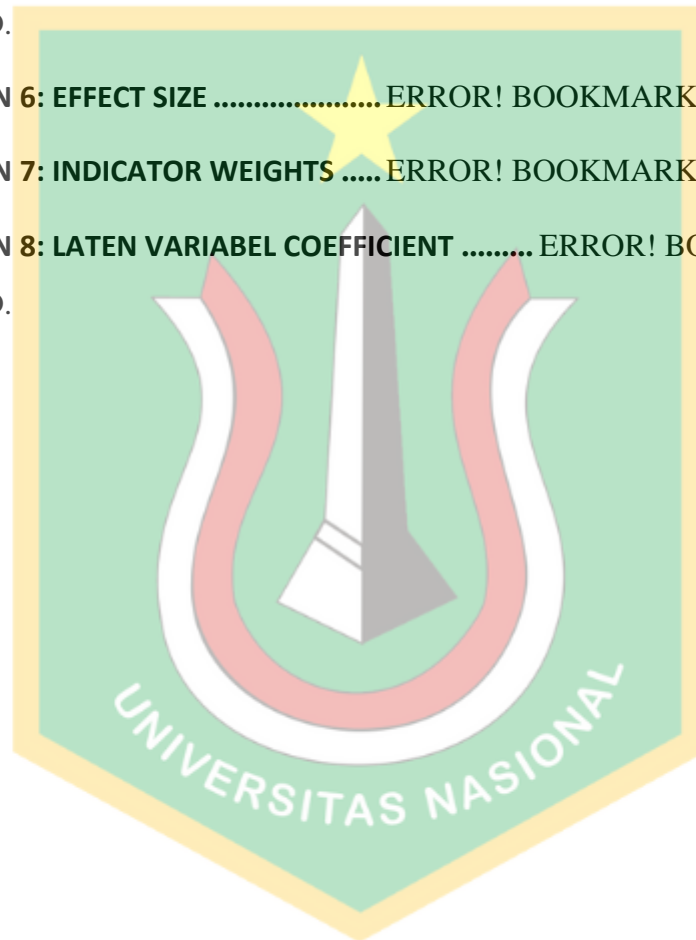 D.
N 6: EFFECT SIZE .................... ERROR! BOOKMARK
N 7: INDICATOR WEIGHTS ..... ERROR! BOOKMARK
N 8: LATEN VARIABEL COEFFICIENT ......... ERROR! BO
D.
UNIVERSITAS NASIONAL